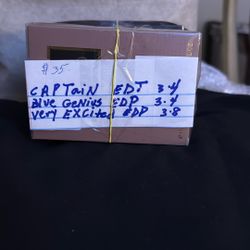 $35
CAPTAiN EDT 3.4
Blue GeNius EDP 3.4
Very EXCited EDP 3.8